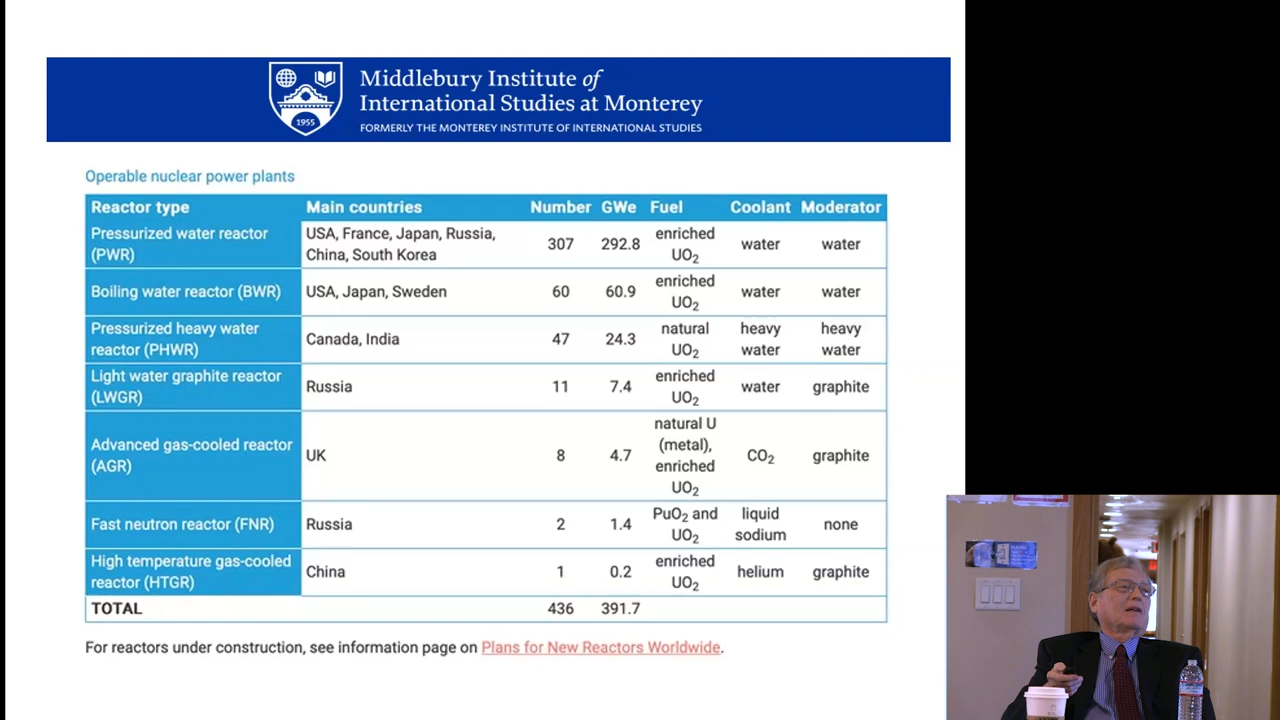 Middlebury Institute of
International Studies at Monterey
FORMERLY THE MONTEREY INSTITUTE OF INTERNATIONAL STUDIES
1955
Operable nuclear power plants
Reactor type Main countries Number GWe Fuel Coolant Moderator
Pressurized water reactor (PWR) USA, France, Japan, Russia, China, South Korea 307 292.8 enriched UO₂ water water
Boiling water reactor (BWR) USA, Japan, Sweden 60 60.9 enriched UO₂ water water
Pressurized heavy water reactor (PHWR) Canada, India 47 24.3 natural UO₂ heavy water heavy water
Light water graphite reactor (LWGR) Russia 11 7.4 enriched UO₂ water graphite
Advanced gas-cooled reactor (AGR) UK 8 4.7 natural U (metal), enriched UO₂ CO₂ graphite
Fast neutron reactor (FNR) Russia 2 1.4 PuO₂ and UO₂ liquid sodium none
High temperature gas-cooled reactor (HTGR) China 1 0.2 enriched UO₂ helium graphite
TOTAL 436 391.7
For reactors under construction, see information page on Plans for New Reactors Worldwide.